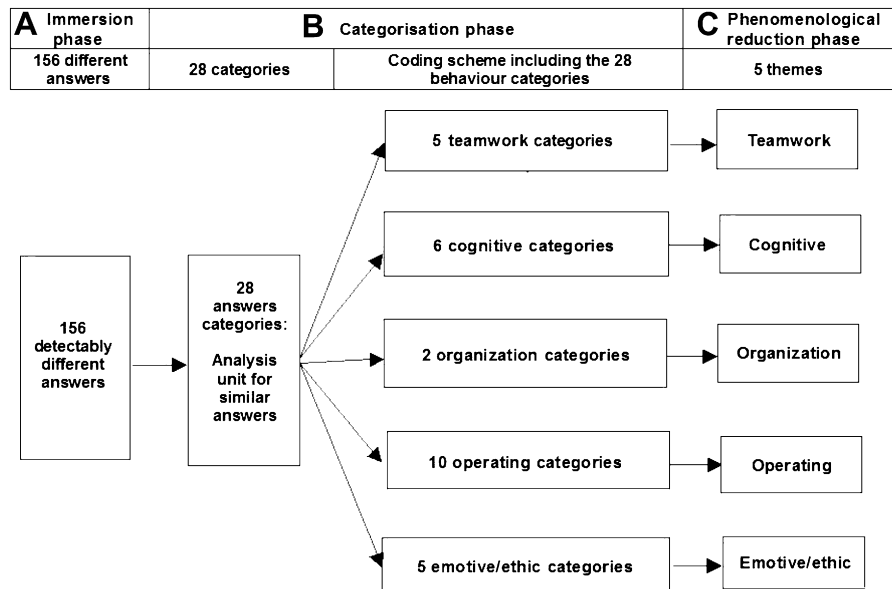 A Immersion phase
B Categorisation phase
C Phenomenological
reduction phase
156 different
answers
28 categories
Coding scheme including the 28
behaviour categories
5 themes
156
detectably
different
answers
28
answers
categories:
Analysis
unit for
similar
answers
5 teamwork categories
Teamwork
6 cognitive categories
Cognitive
2 organization categories
Organization
10 operating categories
Operating
5 emotive/ethic categories
Emotive/ethic